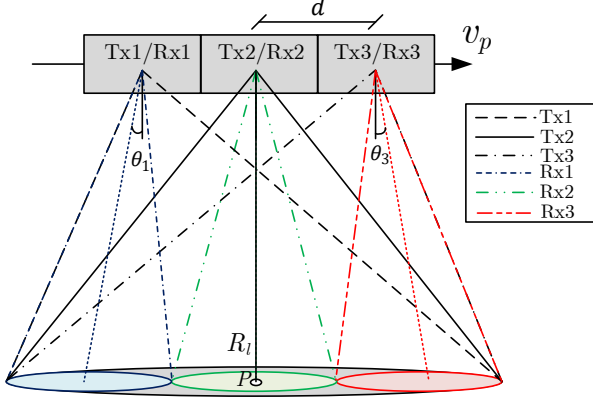 d
Tx1/Rx1 Tx2/Rx2 Tx3/Rx3 v_p
Tx1
Tx2
Tx3
Rx1
Rx2
Rx3
θ_1 θ_3
R_l
P